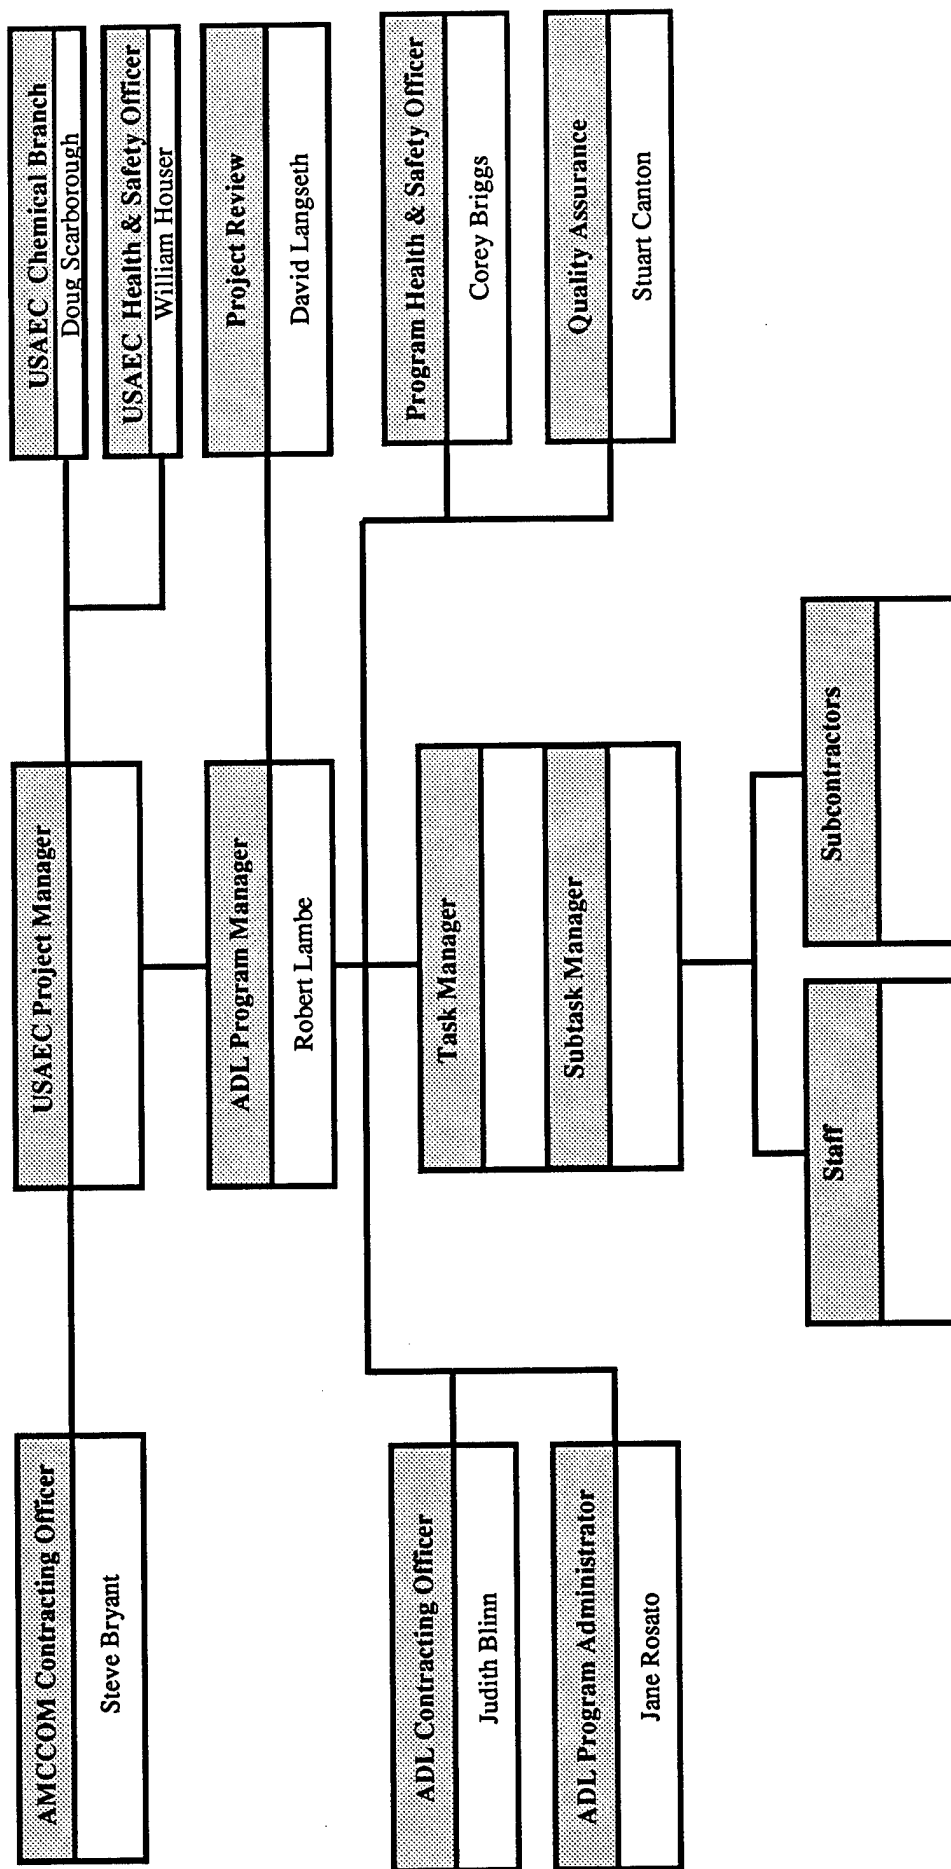 AMCCOM Contracting Officer
Steve Bryant
USAEC Project Manager
USAEC Chemical Branch
Doug Scarborough
USAEC Health & Safety Officer
William Houser
ADL Program Manager
Robert Lambe
Project Review
David Langseth
ADL Contracting Officer
Judith Blinn
ADL Program Administrator
Jane Rosato
Task Manager
Subtask Manager
Program Health & Safety Officer
Corey Briggs
Quality Assurance
Stuart Canton
Staff
Subcontractors